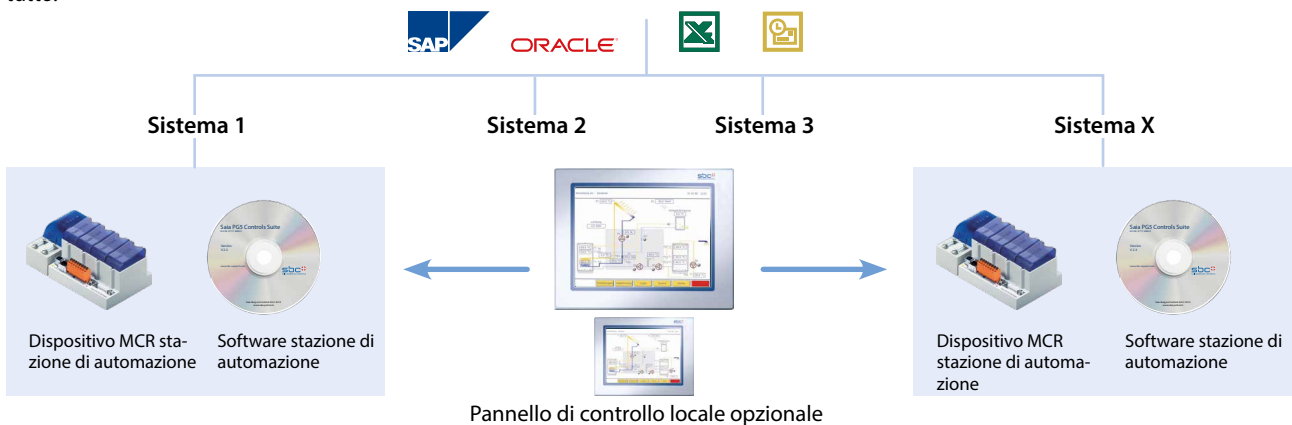 tutto.
SAP
ORACLE
Sistema 1
Sistema 2
Sistema 3
Sistema X
sbc
Saia PG5 Controls Suite
sbc
Saia PG5 Controls Suite
sbc
Dispositivo MCR sta-
zione di automazione
Software stazione di
automazione
Dispositivo MCR
stazione di automa-
zione
Software stazione di
automazione
Pannello di controllo locale opzionale